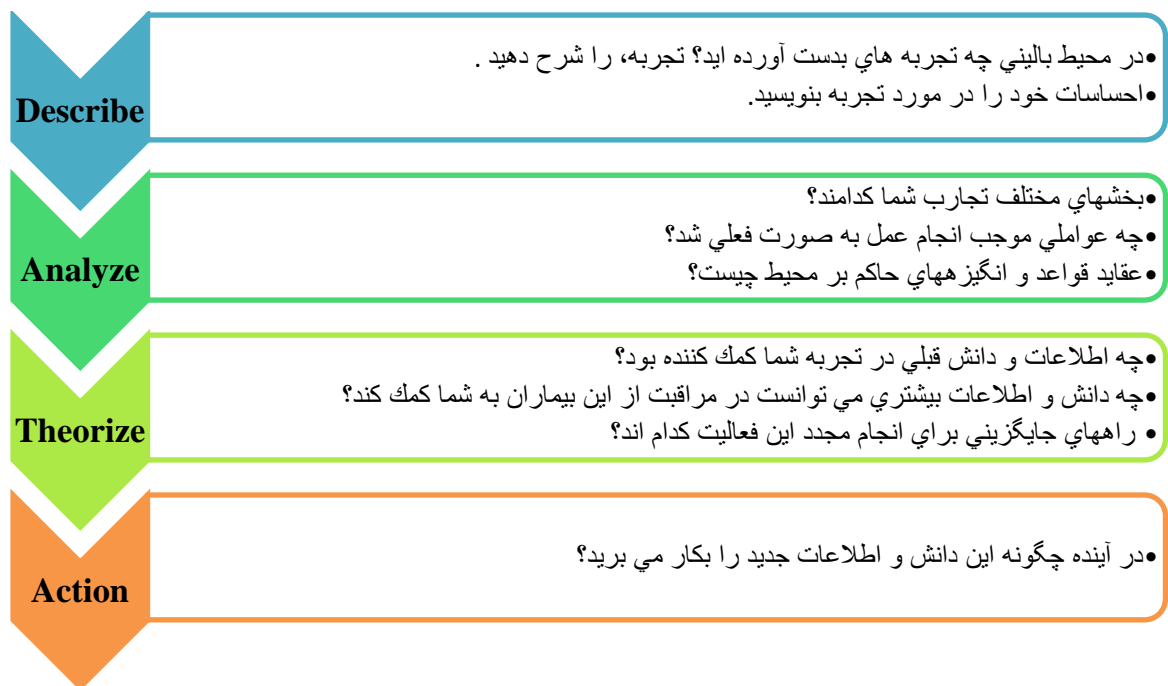 Describe
•در محيط باليني چه تجربه هاي بدست آورده ايد؟ تجربه، را شرح دهيد .
•احساسات خود را در مورد تجربه بنويسيد.
Analyze
•بخشهاي مختلف تجارب شما كدامند؟
•چه عواملي موجب انجام عمل به صورت فعلي شد؟
•عقايد قواعد و انگيزههاي حاكم بر محيط چيست؟
Theorize
•چه اطلاعات و دانش قبلي در تجربه شما كمك كننده بود؟
•چه دانش و اطلاعات بيشتري مي توانست در مراقبت از اين بيماران به شما كمك كند؟
• راههاي جايگزيني براي انجام مجدد اين فعاليت كدام اند؟
Action
•در آينده چگونه اين دانش و اطلاعات جديد را بكار مي بريد؟